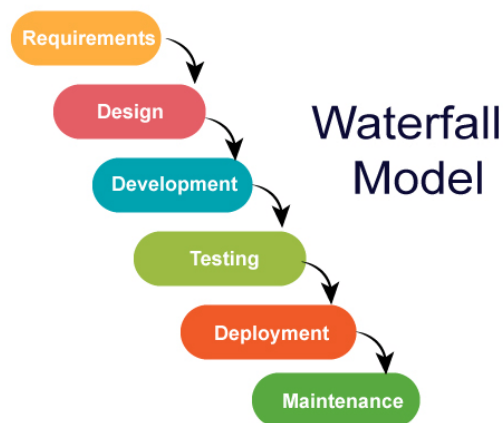 Requirements
Design
Waterfall
Model
Development
Testing
Deployment
Maintenance